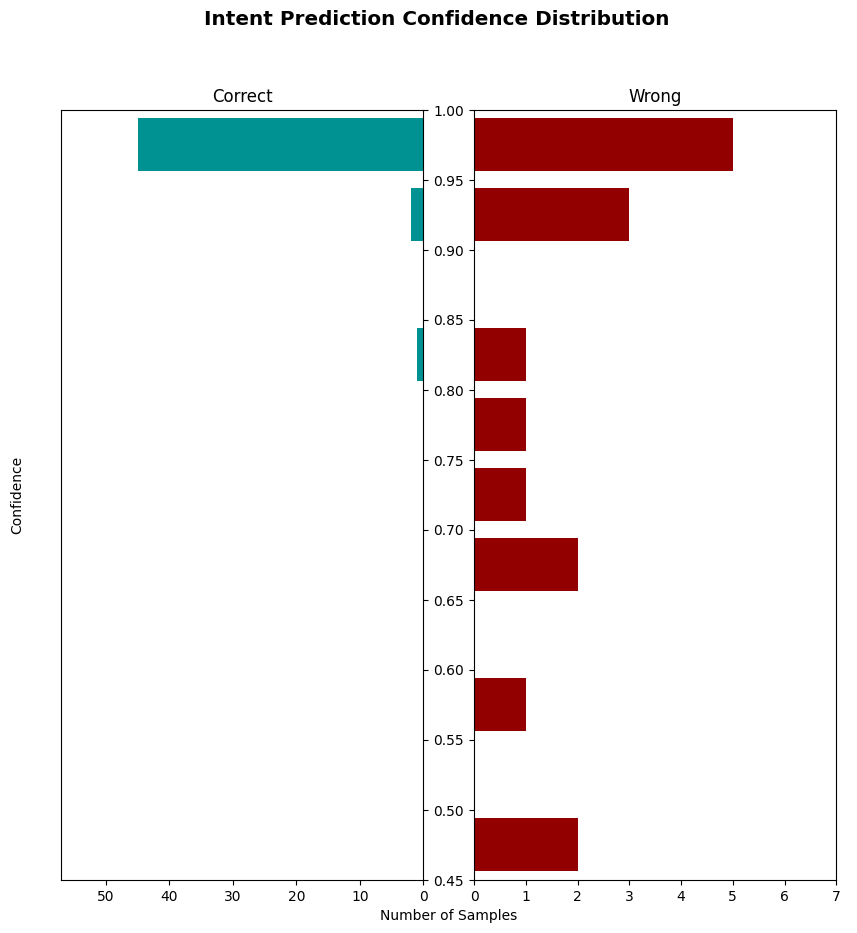 Intent Prediction Confidence Distribution
Correct
Wrong
1.00
0.95
0.90
0.85
0.80
0.75
0.70
0.65
0.60
0.55
0.50
0.45
Confidence
50 40 30 20 10 0
0 1 2 3 4 5 6 7
Number of Samples